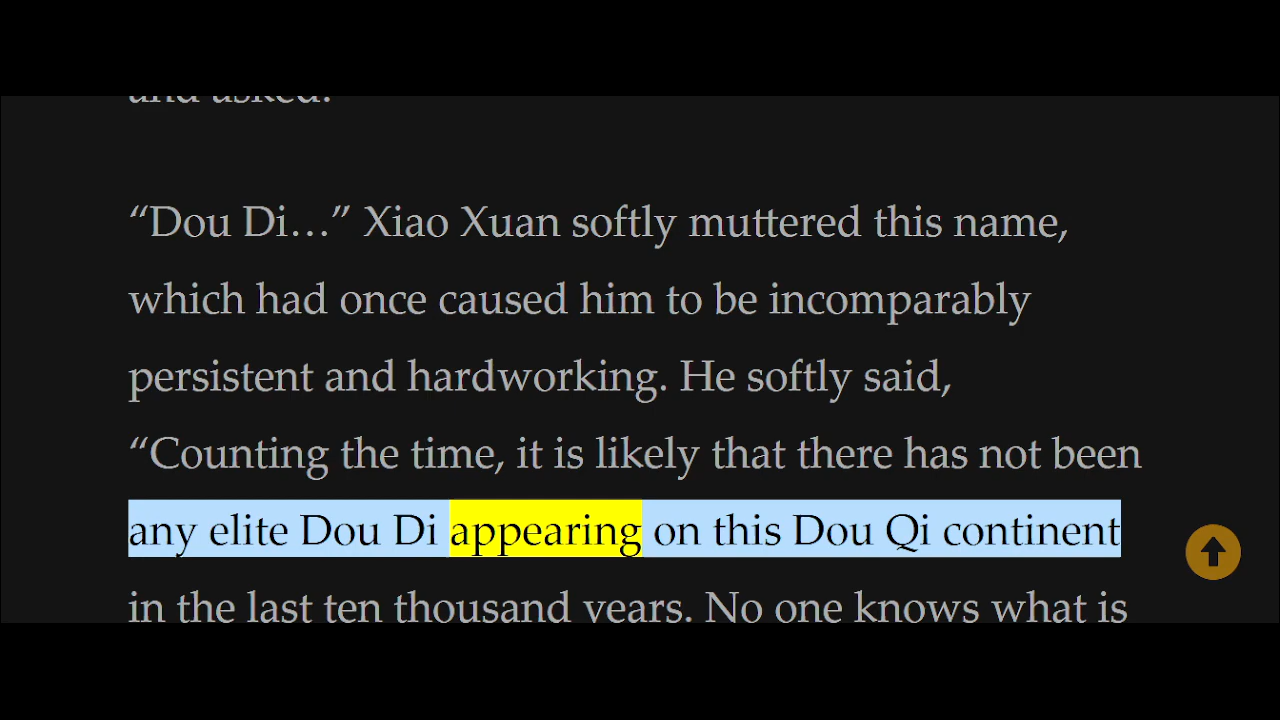 and asked.
“Dou Di…” Xiao Xuan softly muttered this name,
which had once caused him to be incomparably
persistent and hardworking. He softly said,
“Counting the time, it is likely that there has not been
any elite Dou Di appearing on this Dou Qi continent
in the last ten thousand years. No one knows what is